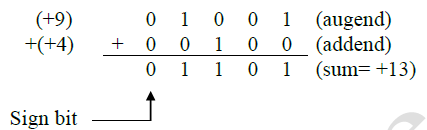 (+9) 0 1 0 0 1 (augend)
+(+4) + 0 0 1 0 0 (addend)
0 1 1 0 1 (sum= +13)
Sign bit